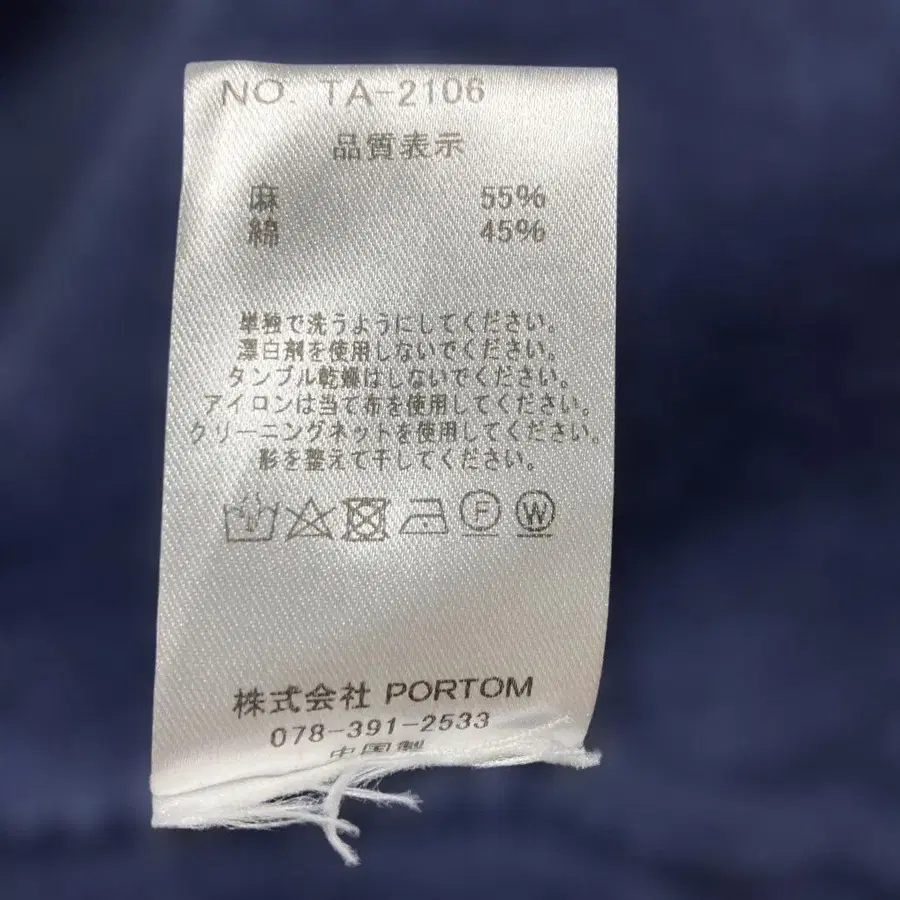 NO. TA-2106
品質表示
麻 55%
綿 45%
単独で洗うようにしてください。
漂白剤を使用しないでください。
タンブル乾燥はしないでください。
アイロンは当て布を使用してください。
クリーニングネットを使用してください。
形を整えて干してください。
F W
株式会社 PORTOM
078-391-2533
中国製